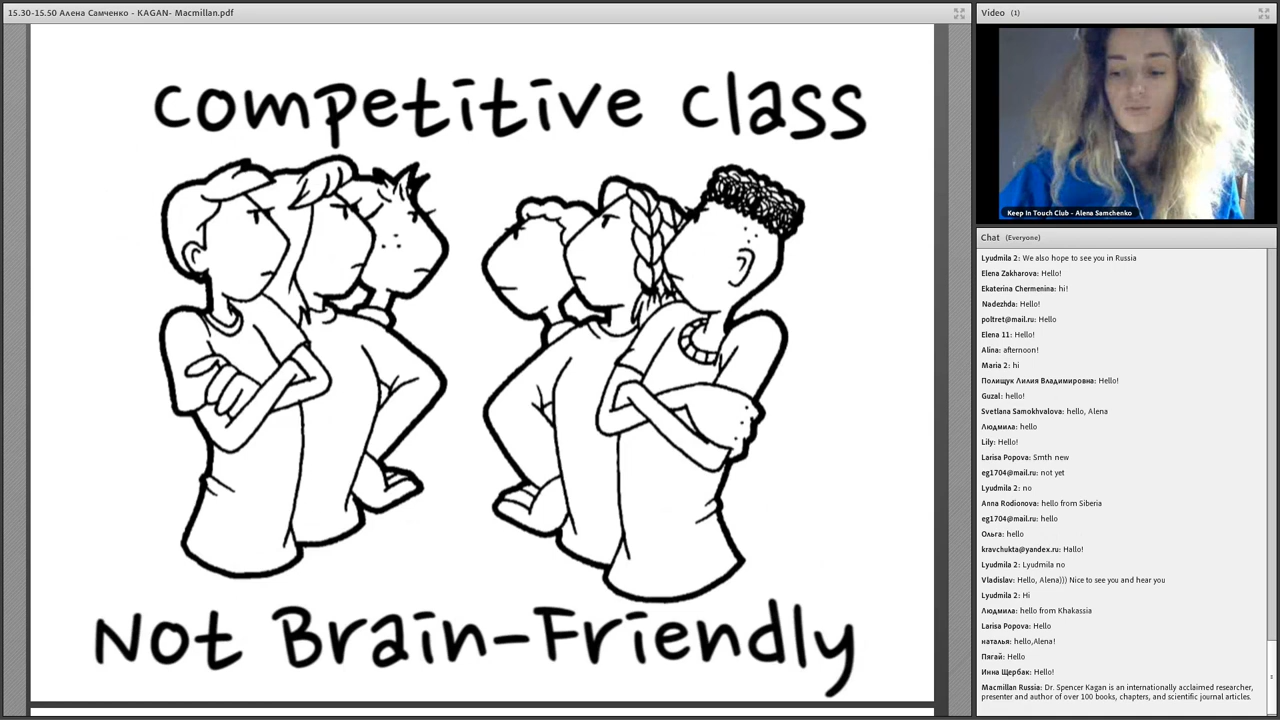 15.30-15.50 Алена Самченко - KAGAN- Macmillan.pdf
competitive class
Not Brain-Friendly
Video (1)
Keep In Touch Club - Alena Samchenko
Chat (Everyone)
Lyudmila 2: We also hope to see you in Russia
Elena Zakharova: Hello!
Ekaterina Chermenina: hi!
Nadezhda: Hello!
poltret@mail.ru: Hello
Elena 11: Hello!
Alina: afternoon!
Maria 2: hi
Полищук Лилия Владимировна: Hello!
Guzal: hello!
Svetlana Samokhvalova: hello, Alena
Людмила: hello
Lily: Hello!
Larisa Popova: Smth new
eg1704@mail.ru: not yet
Lyudmila 2: no
Anna Rodionova: hello from Siberia
eg1704@mail.ru: hello
Ольга: hello
kravchukta@yandex.ru: Hallo!
Lyudmila 2: Lyudmila no
Vladislav: Hello, Alena))) Nice to see you and hear you
Lyudmila 2: Hi
Людмила: hello from Khakassia
Larisa Popova: Hello
наталья: hello,Alena!
Пягай: Hello
Инна Щербак: Hello!
Macmillan Russia: Dr. Spencer Kagan is an internationally acclaimed researcher,
presenter and author of over 100 books, chapters, and scientific journal articles.